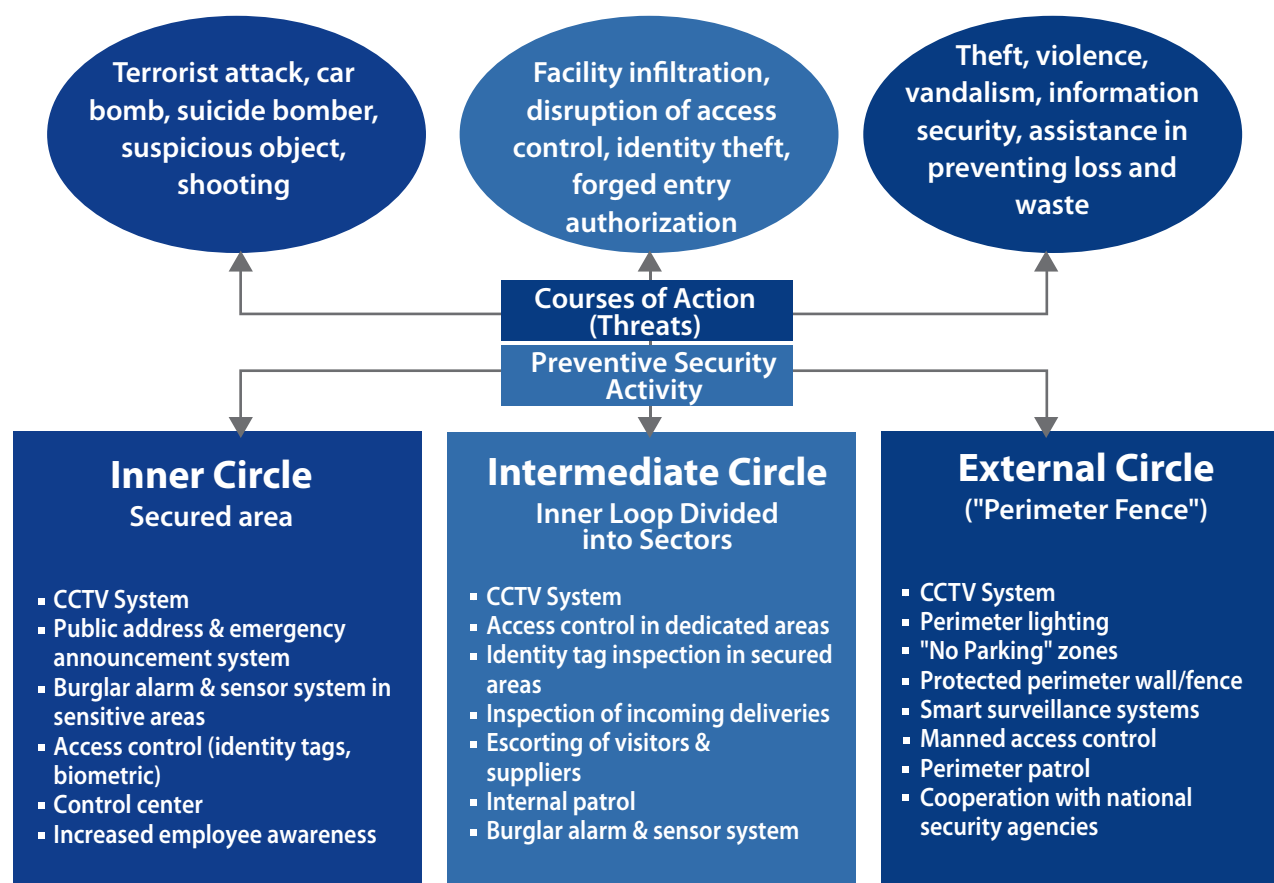 Terrorist attack, car
bomb, suicide bomber,
suspicious object,
shooting
Facility infiltration,
disruption of access
control, identity theft,
forged entry
authorization
Theft, violence,
vandalism, information
security, assistance in
preventing loss and
waste
Courses of Action
(Threats)
Preventive Security
Activity
Inner Circle
Secured area
▪ CCTV System
▪ Public address & emergency
announcement system
▪ Burglar alarm & sensor system in
sensitive areas
▪ Access control (identity tags,
biometric)
▪ Control center
▪ Increased employee awareness
Intermediate Circle
Inner Loop Divided
into Sectors
▪ CCTV System
▪ Access control in dedicated areas
▪ Identity tag inspection in secured
areas
▪ Inspection of incoming deliveries
▪ Escorting of visitors &
suppliers
▪ Internal patrol
▪ Burglar alarm & sensor system
External Circle
("Perimeter Fence")
▪ CCTV System
▪ Perimeter lighting
▪ "No Parking" zones
▪ Protected perimeter wall/fence
▪ Smart surveillance systems
▪ Manned access control
▪ Perimeter patrol
▪ Cooperation with national
security agencies